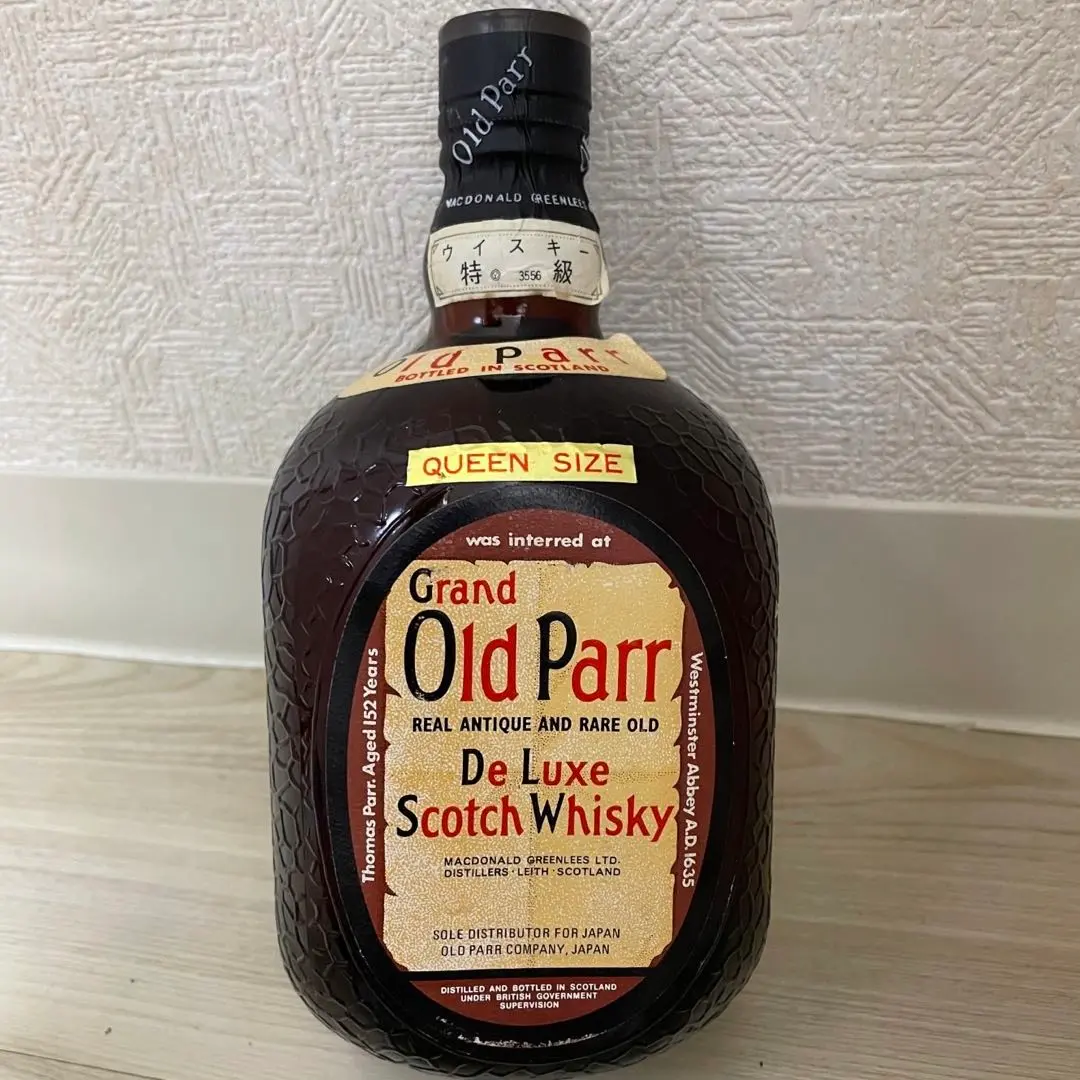 Old Parr
MACDONALD GREENLEES
ウイスキー
特 © 3556 級
Old Parr
BOTTLED IN SCOTLAND
QUEEN SIZE
was interred at
Grand
Old Parr
REAL ANTIQUE AND RARE OLD
De Luxe
Scotch Whisky
MACDONALD GREENLEES LTD.
DISTILLERS · LEITH · SCOTLAND
SOLE DISTRIBUTOR FOR JAPAN
OLD PARR COMPANY, JAPAN
DISTILLED AND BOTTLED IN SCOTLAND
UNDER BRITISH GOVERNMENT
SUPERVISION
Thomas Parr. Aged 152 Years
Westminster Abbey A.D. 1635